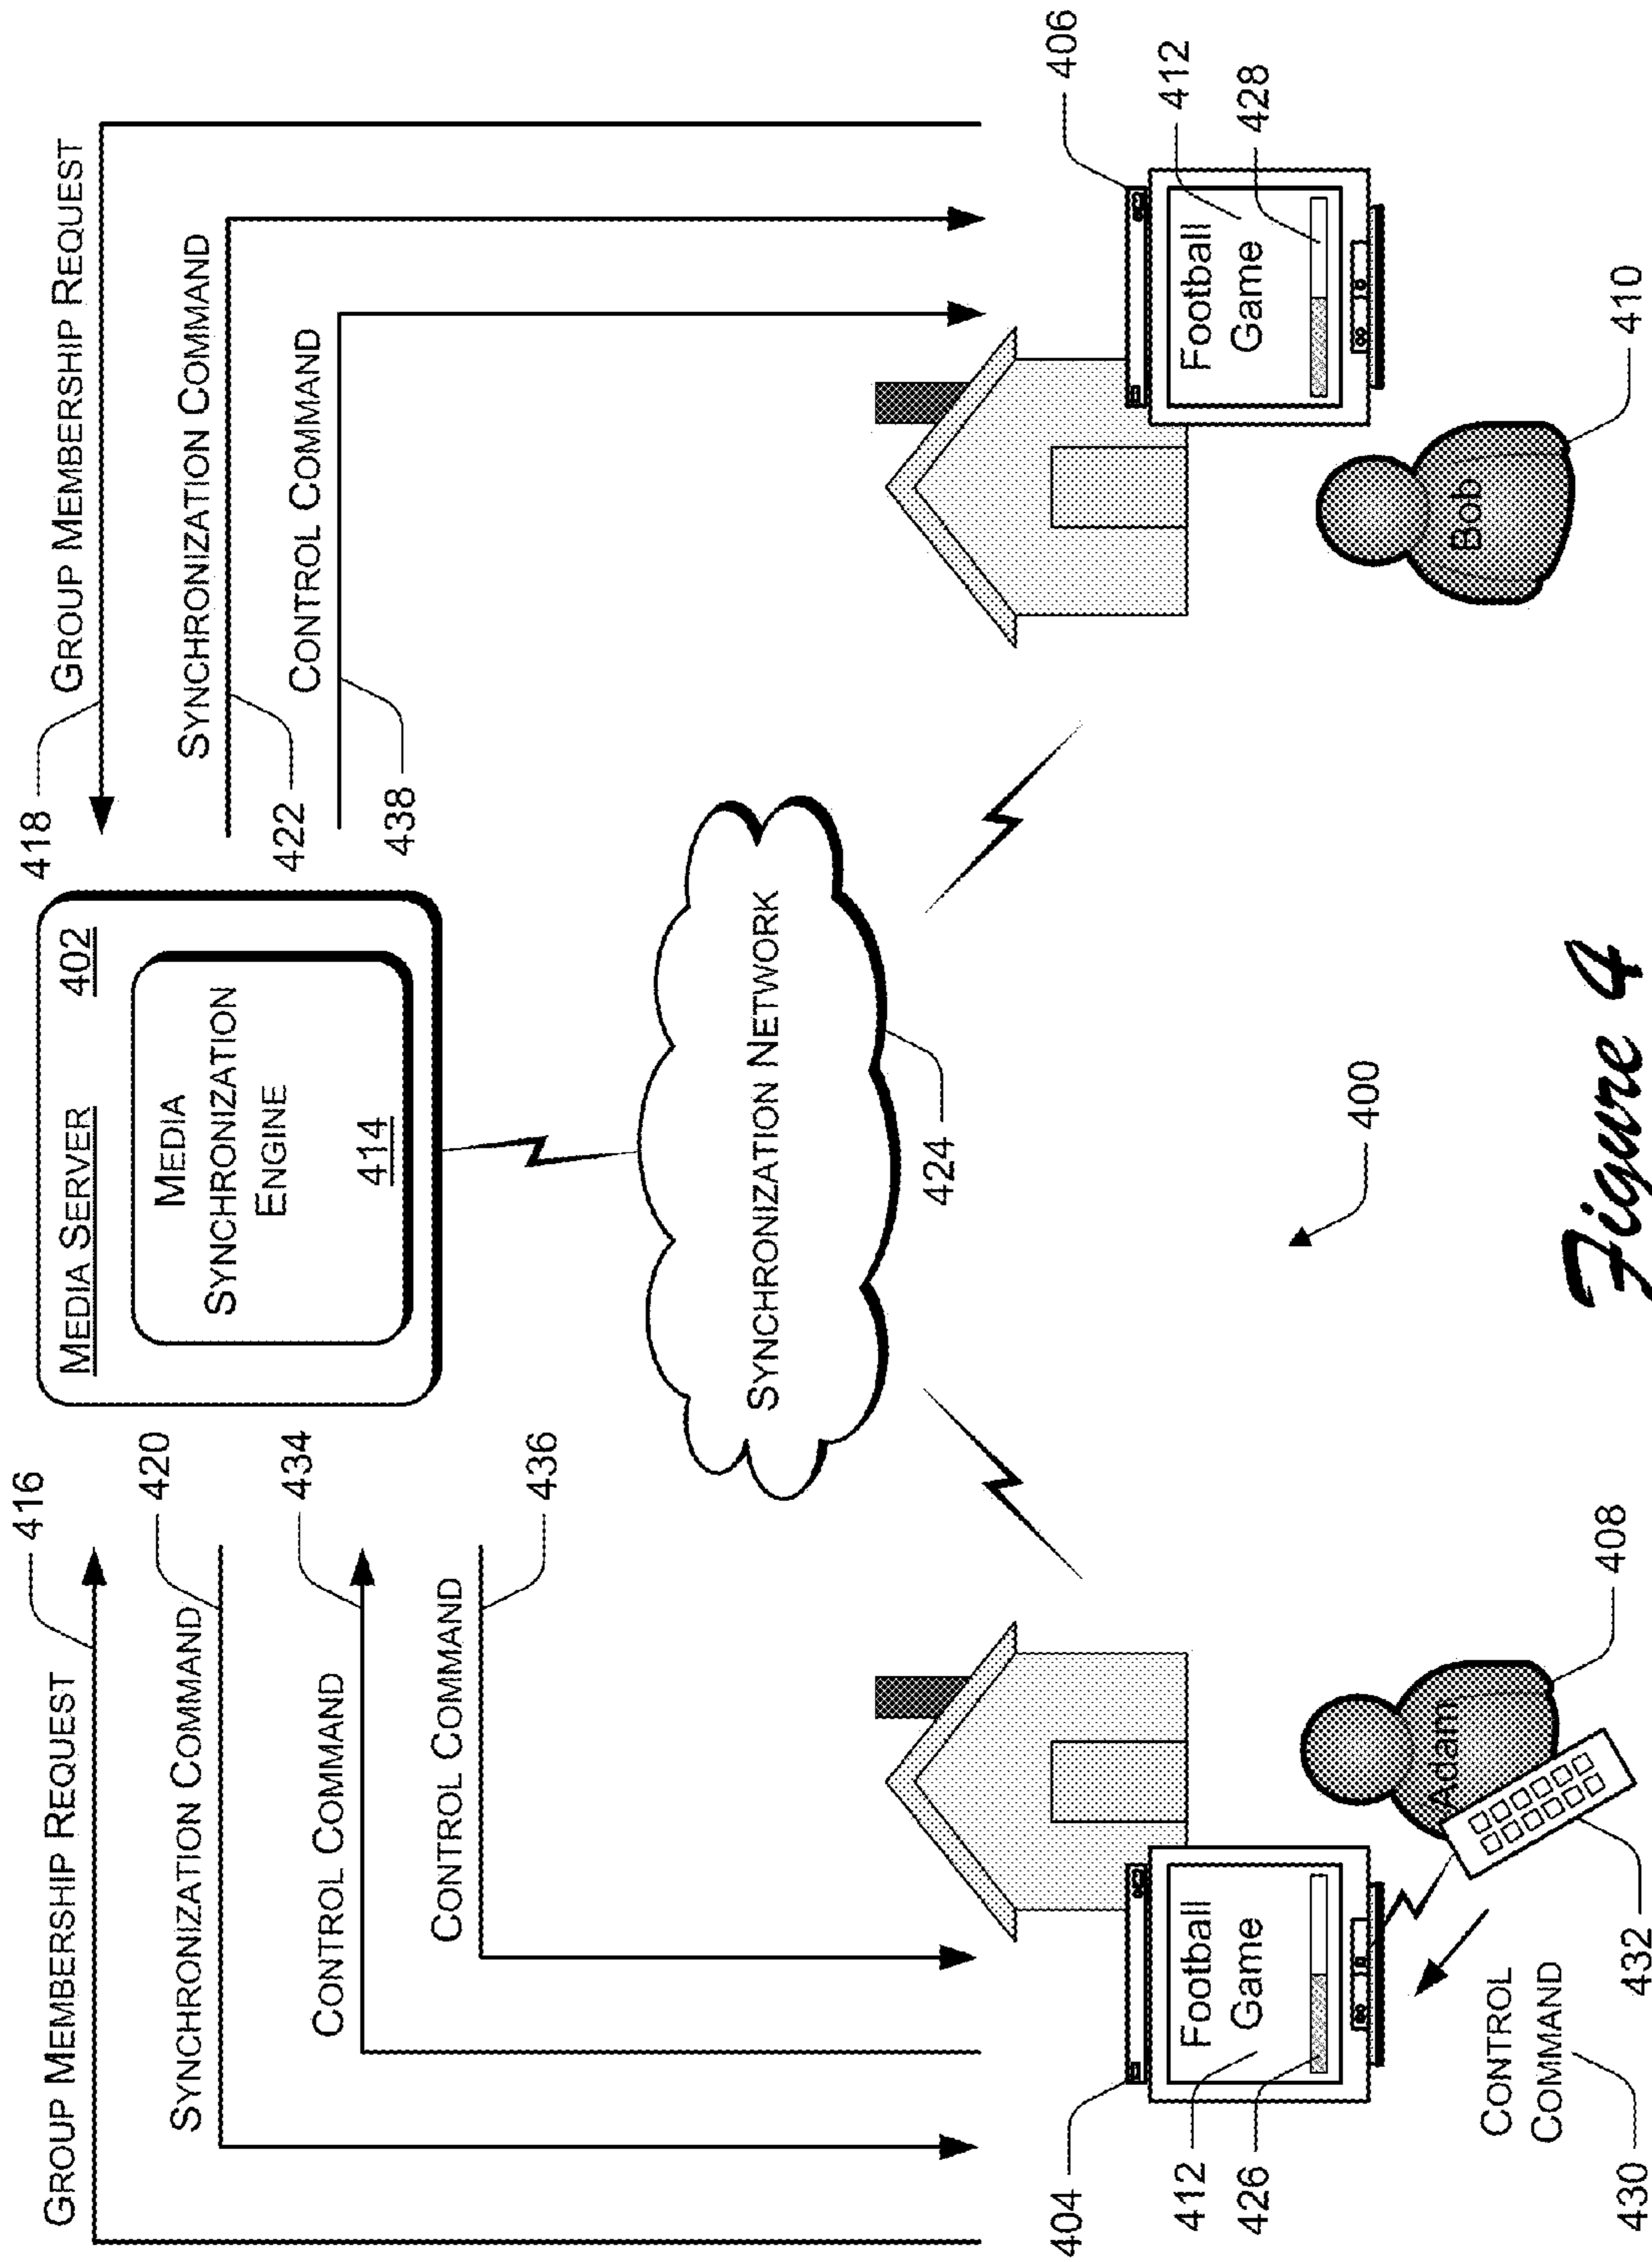 GROUP MEMBERSHIP REQUEST
416
SYNCHRONIZATION COMMAND
420
CONTROL COMMAND
434
CONTROL COMMAND
436
MEDIA SERVER 402
MEDIA
SYNCHRONIZATION
ENGINE
414
418
GROUP MEMBERSHIP REQUEST
SYNCHRONIZATION COMMAND
422
CONTROL COMMAND
438
SYNCHRONIZATION NETWORK
424
404
Football
Game
412
426
Adam
408
CONTROL
COMMAND
430
432
406
Football
Game
412
428
Bob
410
400
Figure 4